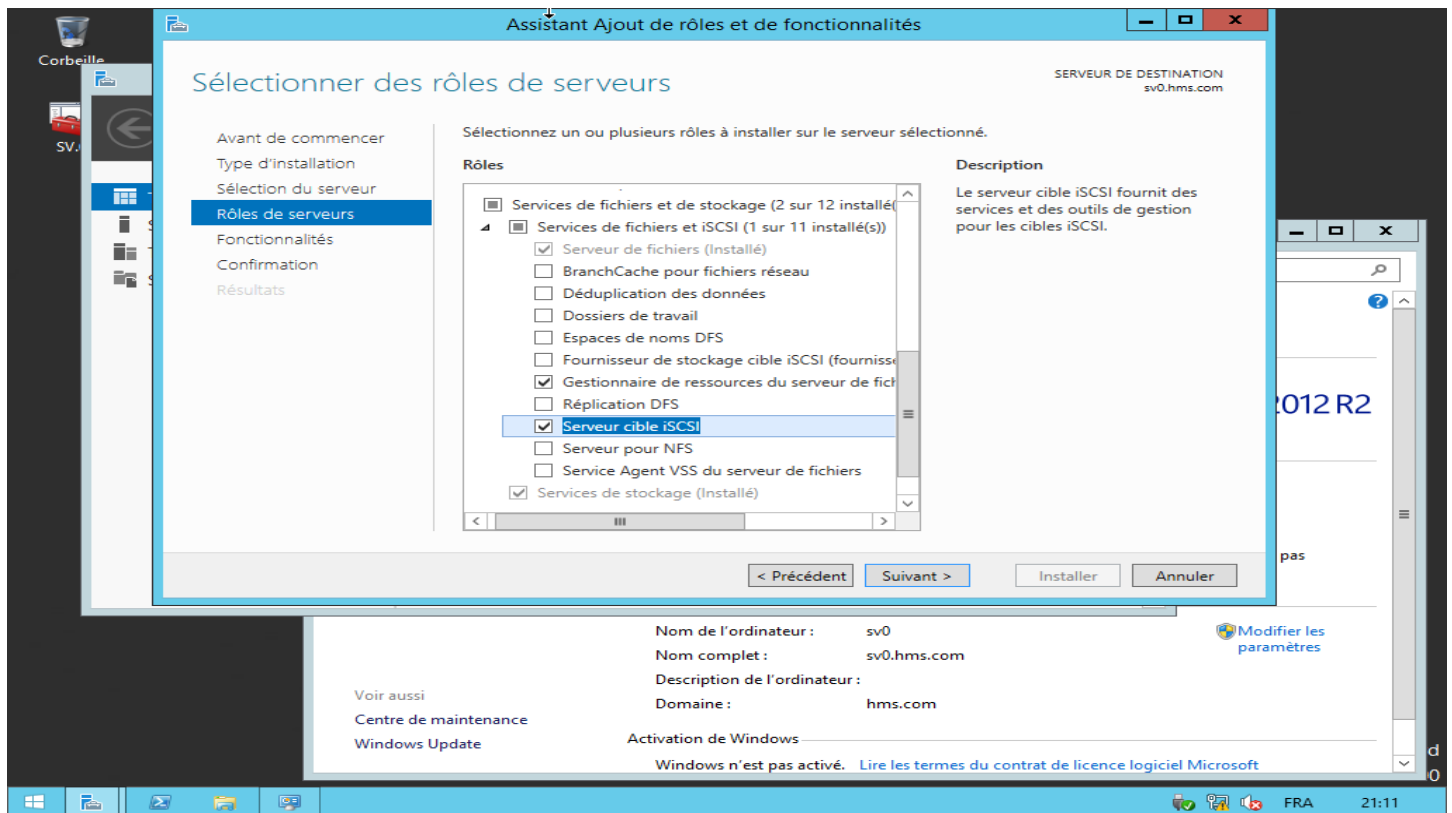 Corbeille
SV.
Assistant Ajout de rôles et de fonctionnalités
Sélectionner des rôles de serveurs
SERVEUR DE DESTINATION
sv0.hms.com
Avant de commencer
Type d'installation
Sélection du serveur
Rôles de serveurs
Fonctionnalités
Confirmation
Résultats
Sélectionnez un ou plusieurs rôles à installer sur le serveur sélectionné.
Rôles
Services de fichiers et de stockage (2 sur 12 installé(
Services de fichiers et iSCSI (1 sur 11 installé(s))
Serveur de fichiers (Installé)
BranchCache pour fichiers réseau
Déduplication des données
Dossiers de travail
Espaces de noms DFS
Fournisseur de stockage cible iSCSI (fourniss
Gestionnaire de ressources du serveur de fich
Réplication DFS
Serveur cible iSCSI
Serveur pour NFS
Service Agent VSS du serveur de fichiers
Services de stockage (Installé)
Description
Le serveur cible iSCSI fournit des
services et des outils de gestion
pour les cibles iSCSI.
< Précédent
Suivant >
Installer
Annuler
2012 R2
pas
Nom de l'ordinateur :
sv0
Modifier les
paramètres
Nom complet :
sv0.hms.com
Description de l'ordinateur :
Domaine :
hms.com
Voir aussi
Centre de maintenance
Windows Update
Activation de Windows
Windows n'est pas activé. Lire les termes du contrat de licence logiciel Microsoft
FRA
21:11